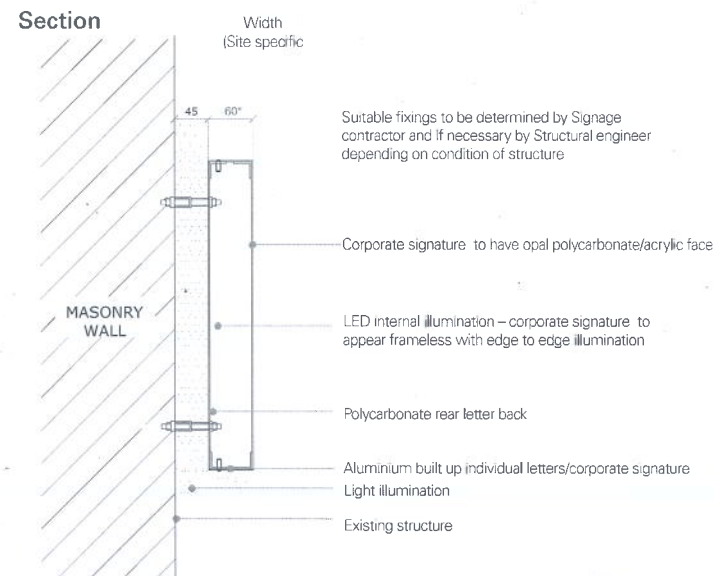 Section
Width
(Site specific
45 60*
Suitable fixings to be determined by Signage
contractor and If necessary by Structural engineer
depending on condition of structure
Corporate signature to have opal polycarbonate/acrylic face
MASONRY
WALL
LED internal illumination – corporate signature to
appear frameless with edge to edge illumination
Polycarbonate rear letter back
Aluminium built up individual letters/corporate signature
Light illumination
Existing structure